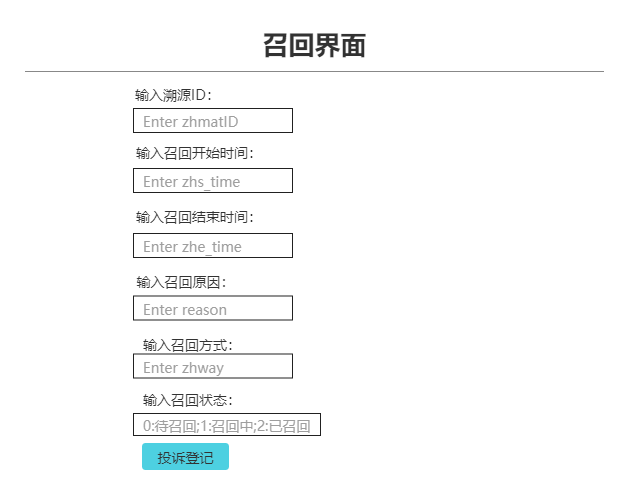 召回界面
输入溯源ID：
Enter zhmatID
输入召回开始时间：
Enter zhs_time
输入召回结束时间：
Enter zhe_time
输入召回原因：
Enter reason
输入召回方式：
Enter zhway
输入召回状态：
0:待召回;1:召回中;2:已召回
投诉登记